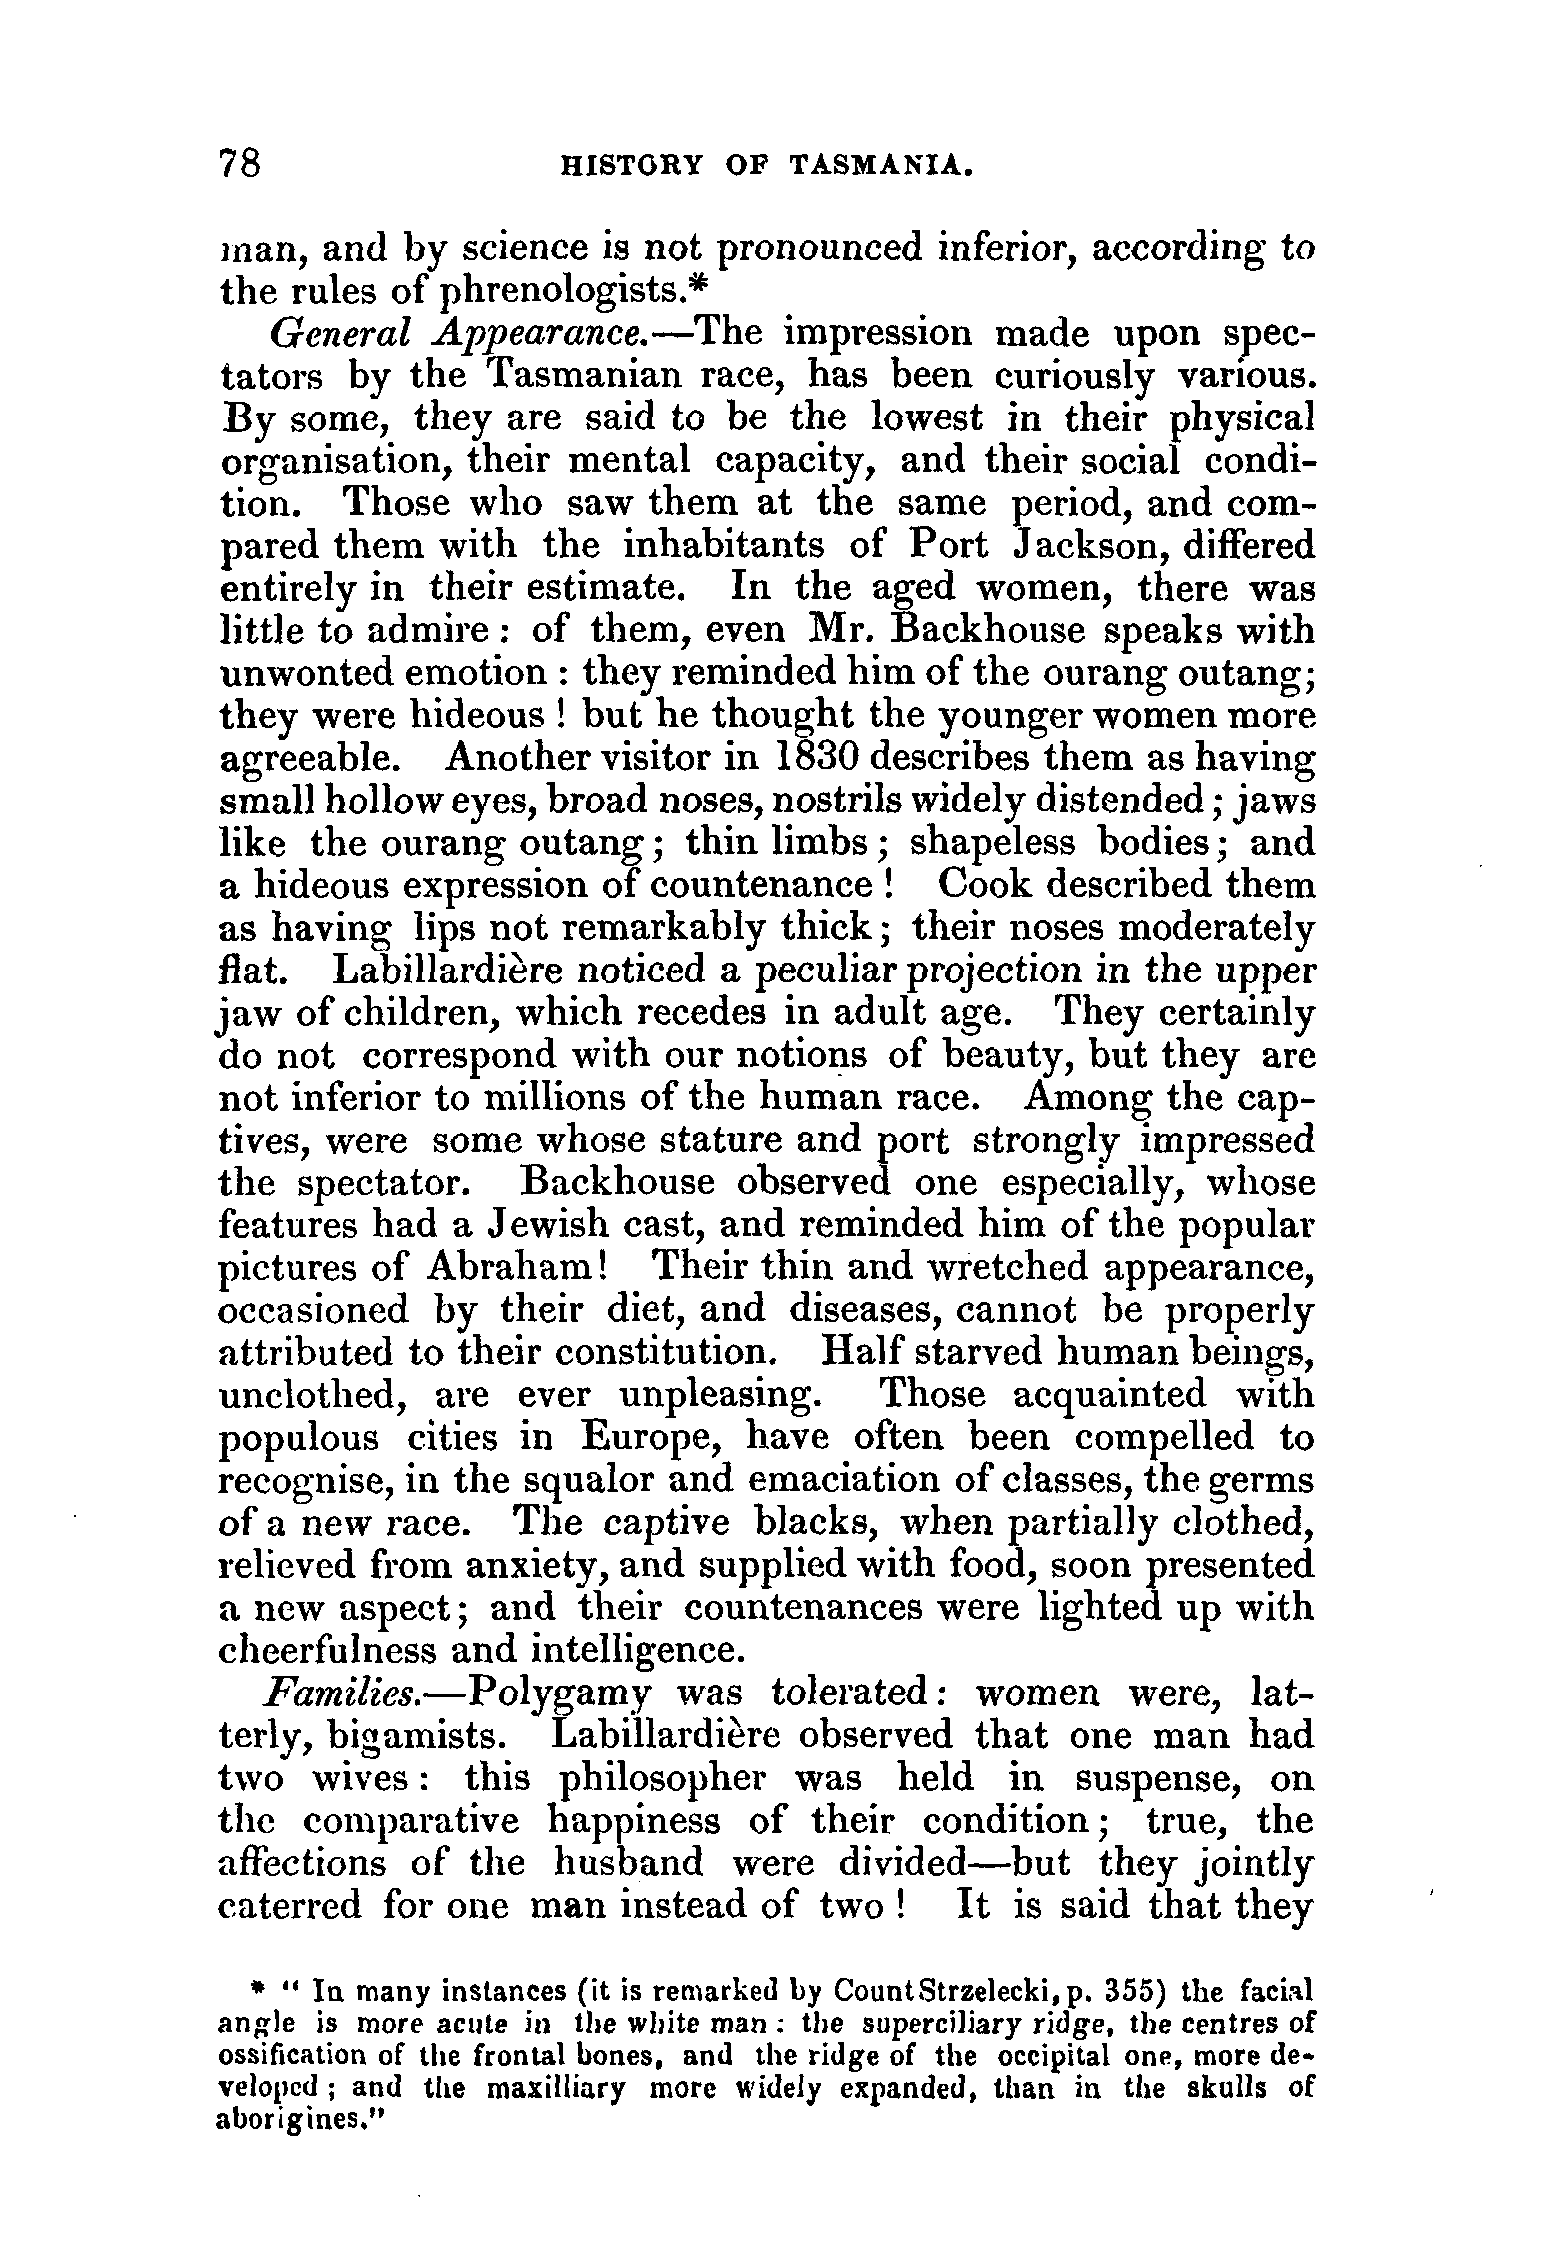 78 HISTORY OF TASMANIA.
man, and by science is not pronounced inferior, according to
the rules of phrenologists.*
General Appearance.—The impression made upon spec-
tators by the Tasmanian race, has been curiously various.
By some, they are said to be the lowest in their physical
organisation, their mental capacity, and their social condi-
tion. Those who saw them at the same period, and com-
pared them with the inhabitants of Port Jackson, differed
entirely in their estimate. In the aged women, there was
little to admire : of them, even Mr. Backhouse speaks with
unwonted emotion : they reminded him of the ourang outang;
they were hideous ! but he thought the younger women more
agreeable. Another visitor in 1830 describes them as having
small hollow eyes, broad noses, nostrils widely distended ; jaws
like the ourang outang ; thin limbs ; shapeless bodies ; and
a hideous expression of countenance ! Cook described them
as having lips not remarkably thick ; their noses moderately
flat. Labillardière noticed a peculiar projection in the upper
jaw of children, which recedes in adult age. They certainly
do not correspond with our notions of beauty, but they are
not inferior to millions of the human race. Among the cap-
tives, were some whose stature and port strongly impressed
the spectator. Backhouse observed one especially, whose
features had a Jewish cast, and reminded him of the popular
pictures of Abraham! Their thin and wretched appearance,
occasioned by their diet, and diseases, cannot be properly
attributed to their constitution. Half starved human beings,
unclothed, are ever unpleasing. Those acquainted with
populous cities in Europe, have often been compelled to
recognise, in the squalor and emaciation of classes, the germs
of a new race. The captive blacks, when partially clothed,
relieved from anxiety, and supplied with food, soon presented
a new aspect ; and their countenances were lighted up with
cheerfulness and intelligence.
Families.—Polygamy was tolerated : women were, lat-
terly, bigamists. Labillardière observed that one man had
two wives : this philosopher was held in suspense, on
the comparative happiness of their condition ; true, the
affections of the husband were divided—but they jointly
caterred for one man instead of two ! It is said that they
* " In many instances (it is remarked by Count Strzelecki, p. 355) the facial
angle is more acute in the white man : the superciliary ridge, the centres of
ossification of the frontal bones, and the ridge of the occipital one, more de-
veloped ; and the maxilliary more widely expanded, than in the skulls of
aborigines."